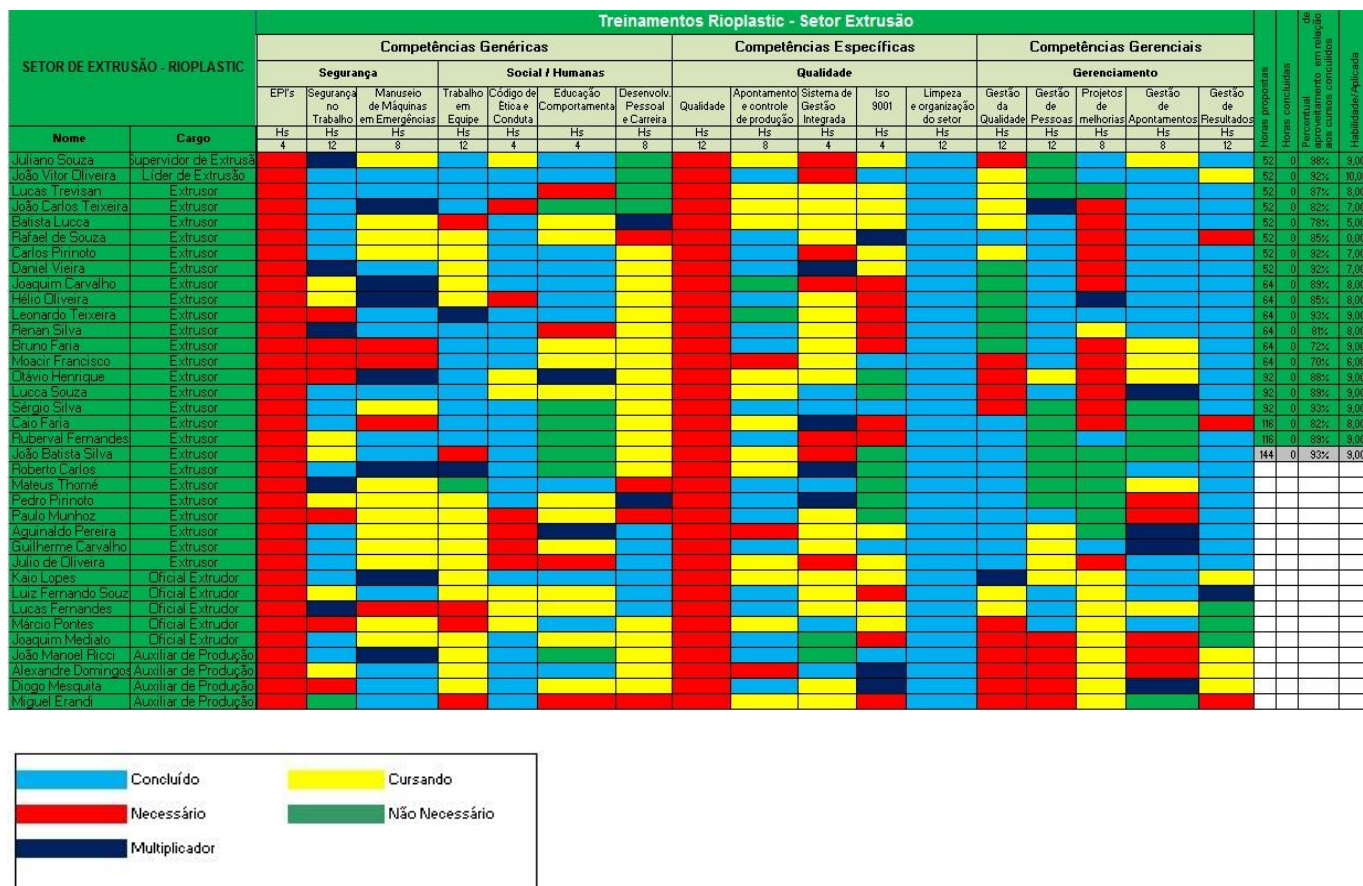 Treinamentos Rioplastic - Setor Extrusão
SETOR DE EXTRUSÃO - RIOPLASTIC
Competências Genéricas Competências Específicas Competências Gerenciais
Segurança Social / Humanas Qualidade Gerenciamento
EPI's
Segurança no Trabalho
Manuseio de Máquinas em Emergências
Trabalho em Equipe
Código de Ética e Conduta
Educação Comportamenta
Desenvolv. Pessoal e Carreira
Qualidade
Apontamento e controle de produção
Sistema de Gestão Integrada
Iso 9001
Limpeza e organização do setor
Gestão da Qualidade
Gestão de Pessoas
Projetos de melhorias
Gestão de Apontamentos
Gestão de Resultados
Horas propostas
Horas concluídas
Percentual de aproveitamento em relação aos cursos concluídos
Habilidade/Aplicada
Nome Cargo Hs Hs Hs Hs Hs Hs Hs Hs Hs Hs Hs Hs Hs Hs Hs Hs Hs
4 12 8 12 4 4 8 12 8 4 4 12 12 12 8 8 12
Juliano Souza Supervidor de Extrusã 52 0 98% 9,00
João Vitor Oliveira Líder de Extrusão 52 0 92% 10,0
Lucas Trevisan Extrusor 52 0 87% 8,00
João Carlos Teixeira Extrusor 52 0 82% 7,00
Batista Lucca Extrusor 52 0 78% 5,00
Rafael de Souza Extrusor 52 0 85% 0,00
Carlos Pirinoto Extrusor 52 0 92% 7,00
Daniel Vieira Extrusor 52 0 92% 7,00
Joaquim Carvalho Extrusor 64 0 89% 8,00
Hélio Oliveira Extrusor 64 0 85% 8,00
Leonardo Teixeira Extrusor 64 0 93% 9,00
Renan Silva Extrusor 64 0 81% 8,00
Bruno Faria Extrusor 64 0 72% 9,00
Moacir Francisco Extrusor 64 0 70% 6,00
Otávio Henrique Extrusor 92 0 88% 9,00
Lucca Souza Extrusor 92 0 89% 9,00
Sérgio Silva Extrusor 92 0 93% 9,00
Caio Faria Extrusor 116 0 82% 8,00
Ruberval Fernandes Extrusor 116 0 89% 9,00
João Batista Silva Extrusor 144 0 93% 9,00
Roberto Carlos Extrusor
Mateus Thomé Extrusor
Pedro Pirinoto Extrusor
Paulo Munhoz Extrusor
Aguinaldo Pereira Extrusor
Guilherme Carvalho Extrusor
Julio de Oliveira Extrusor
Kaio Lopes Oficial Extrudor
Luiz Fernando Souz Oficial Extrudor
Lucas Fernandes Oficial Extrudor
Márcio Pontes Oficial Extrudor
Joaquim Mediato Oficial Extrudor
João Manoel Ricci Auxiliar de Produção
Alexandre Domingos Auxiliar de Produção
Diogo Mesquita Auxiliar de Produção
Miguel Erandi Auxiliar de Produção
Concluído Cursando
Necessário Não Necessário
Multiplicador